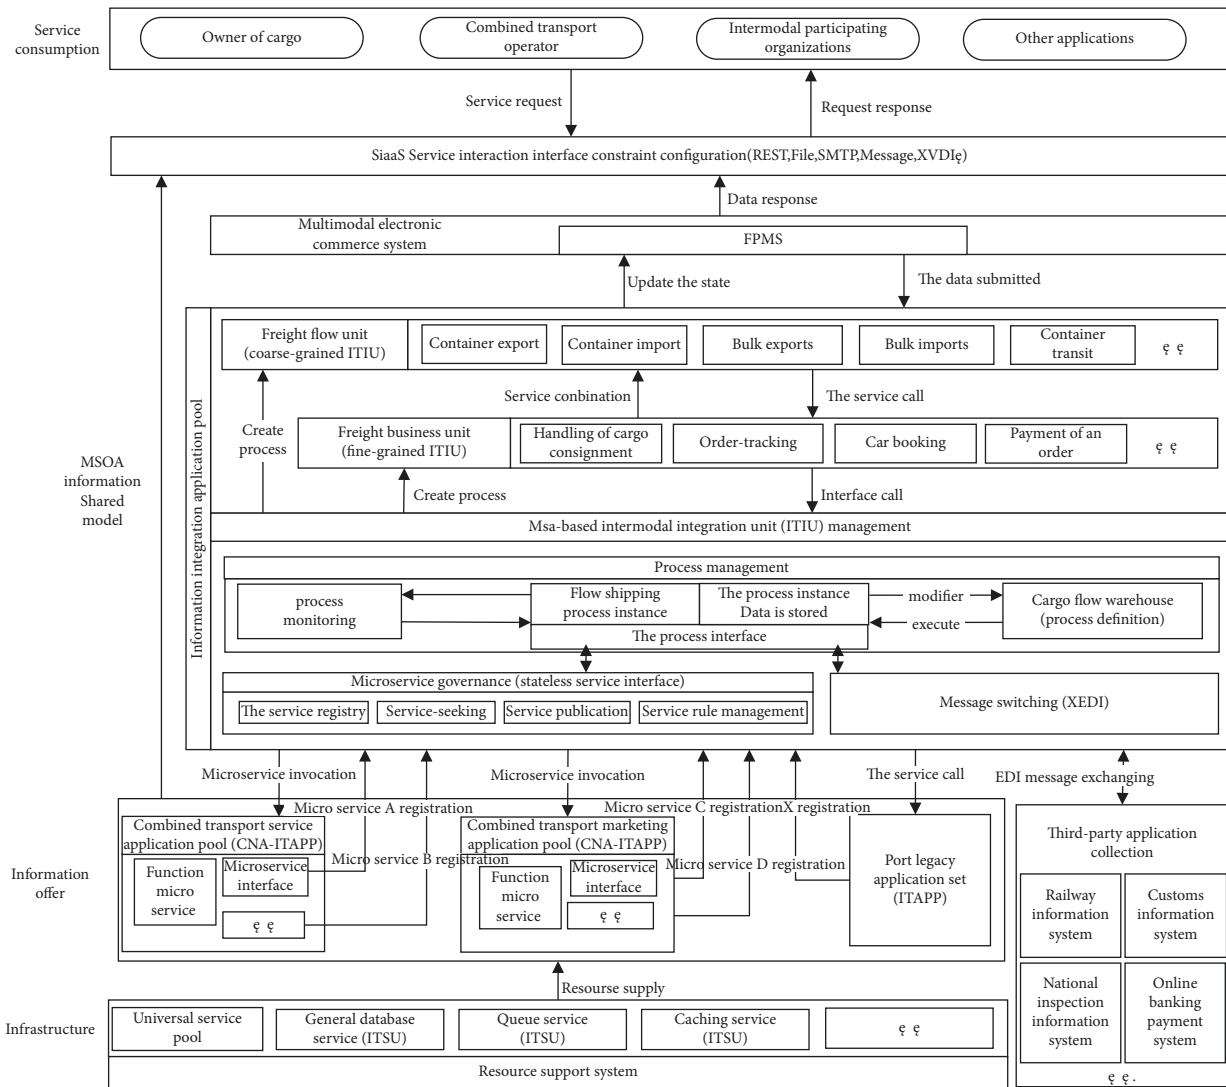 Service
consumption
Owner of cargo
Combined transport
operator
Intermodal participating
organizations
Other applications
Service request
Request response
SiaaS Service interaction interface constraint configuration(REST,File,SMTP,Message,XVDIę)
Data response
Multimodal electronic
commerce system
FPMS
Update the state
The data submitted
MSOA
information
Shared
model
Information integration application pool
Freight flow unit
(coarse-grained ITIU)
Container export
Container import
Bulk exports
Bulk imports
Container
transit
ę ę
Service conbination
The service call
Create
process
Freight business unit
(fine-grained ITIU)
Handling of cargo
consignment
Order-tracking
Car booking
Payment of an
order
ę ę
Create process
Interface call
Msa-based intermodal integration unit (ITIU) management
Process management
process
monitoring
Flow shipping
process instance
The process instance
Data is stored
The process interface
modifier
execute
Cargo flow warehouse
(process definition)
Microservice governance (stateless service interface)
The service registry
Service-seeking
Service publication
Service rule management
Message switching (XEDI)
Microservice invocation
Microservice invocation
The service call
EDI message exchanging
Information
offer
Micro service A registration
Micro service C registrationX registration
Combined transport service
application pool (CNA-ITAPP)
Function
micro
service
Microservice
interface
ę ę
Micro service B registration
Combined transport marketing
application pool (CNA-ITAPP)
Function
micro
service
Microservice
interface
ę ę
Micro service D registration
Port legacy
application set
(ITAPP)
Third-party application
collection
Railway
information
system
Customs
information
system
National
inspection
information
system
Online
banking
payment
system
ę ę .
Resourse supply
Infrastructure
Universal service
pool
General database
service (ITSU)
Queue service
(ITSU)
Caching service
(ITSU)
ę ę
Resource support system